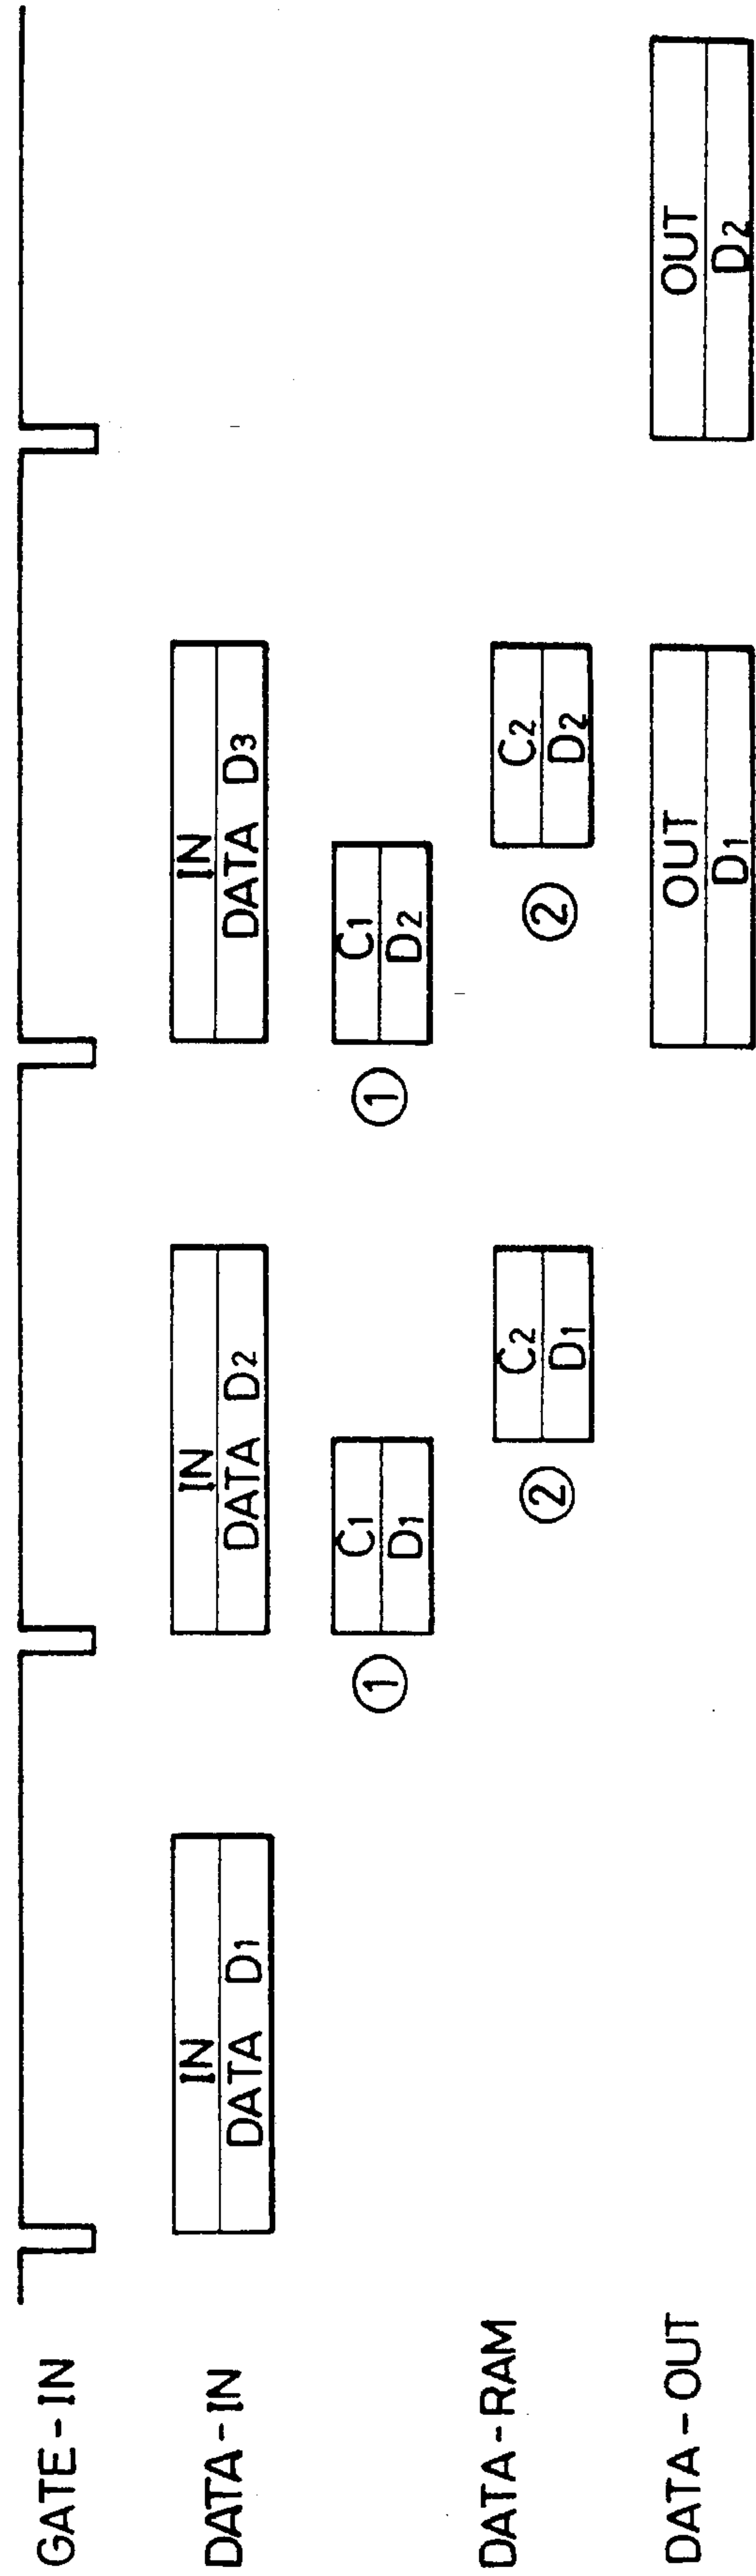 GATE-IN
DATA-IN
IN
DATA D1
IN
DATA D2
IN
DATA D3
①
C1
D1
①
C1
D2
DATA-RAM
②
C2
D1
②
C2
D2
DATA-OUT
OUT
D1
OUT
D2